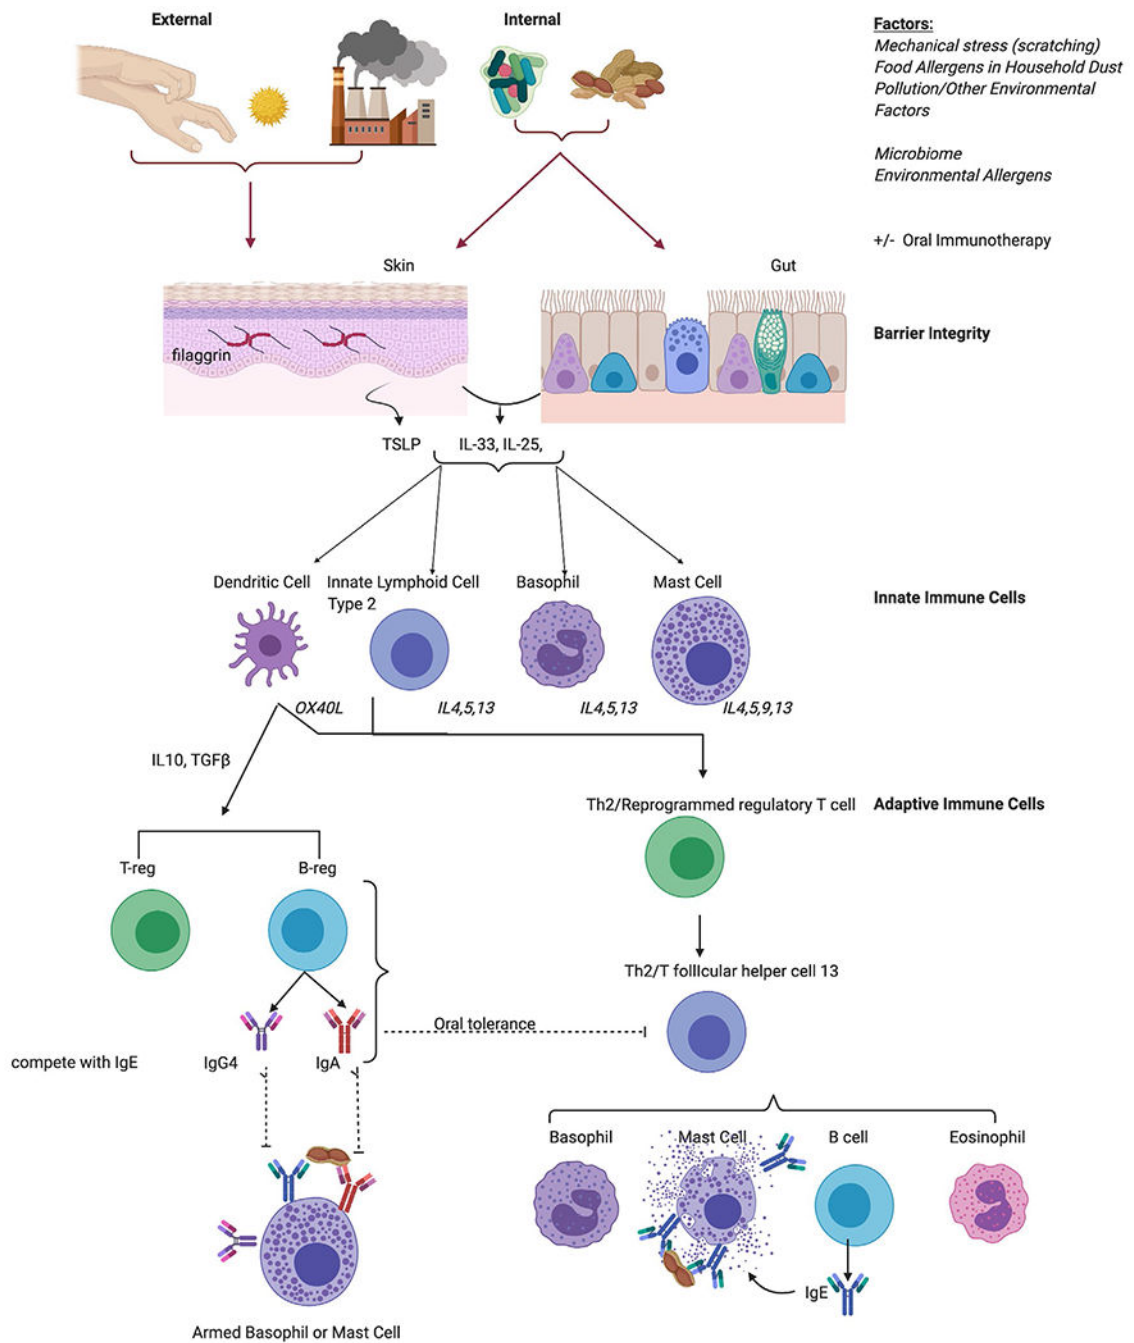 External
Internal
Factors:
Mechanical stress (scratching)
Food Allergens in Household Dust
Pollution/Other Environmental
Factors
Microbiome
Environmental Allergens
+/- Oral Immunotherapy
Skin
Gut
Barrier Integrity
filaggrin
TSLP
IL-33, IL-25,
Dendritic Cell
Innate Lymphoid Cell
Type 2
Basophil
Mast Cell
Innate Immune Cells
OX40L
IL4,5,13
IL4,5,13
IL4,5,9,13
IL10, TGFβ
Th2/Reprogrammed regulatory T cell
Adaptive Immune Cells
T-reg
B-reg
Th2/T follIcular helper cell 13
Oral tolerance
compete with IgE
IgG4
IgA
Basophil
Mast Cell
B cell
Eosinophil
IgE
Armed Basophil or Mast Cell